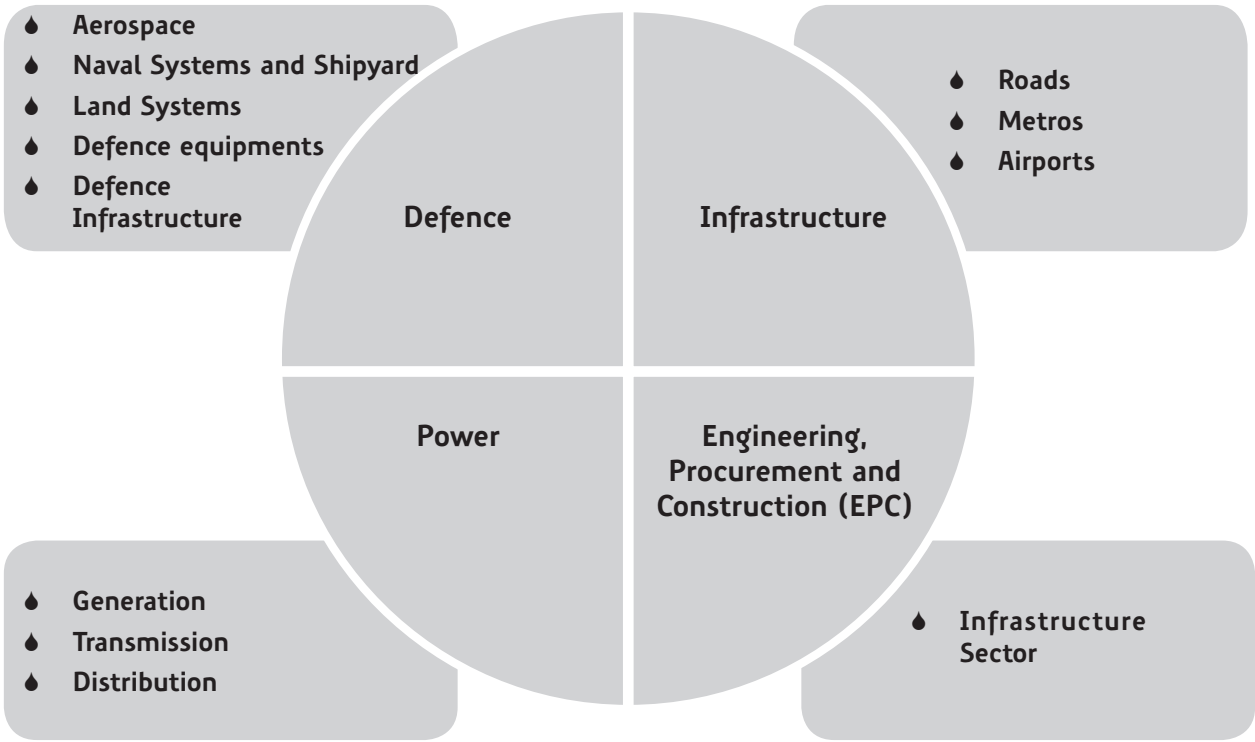 Aerospace
Naval Systems and Shipyard
Land Systems
Defence equipments
Defence
Infrastructure
Roads
Metros
Airports
Defence
Infrastructure
Power
Engineering,
Procurement and
Construction (EPC)
Generation
Transmission
Distribution
Infrastructure
Sector